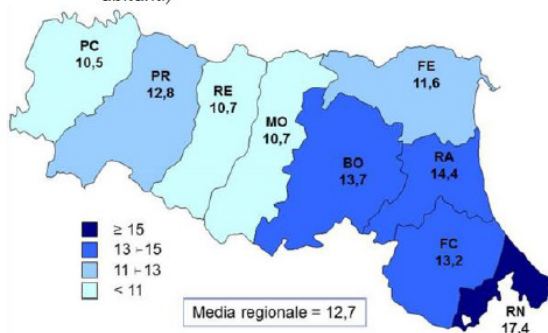 abitanti)
PC
10,5
PR
12,8
RE
10,7
MO
10,7
FE
11,6
BO
13,7
RA
14,4
FC
13,2
RN
17,4
≥ 15
13 ⊢15
11 ⊢13
< 11
Media regionale = 12,7